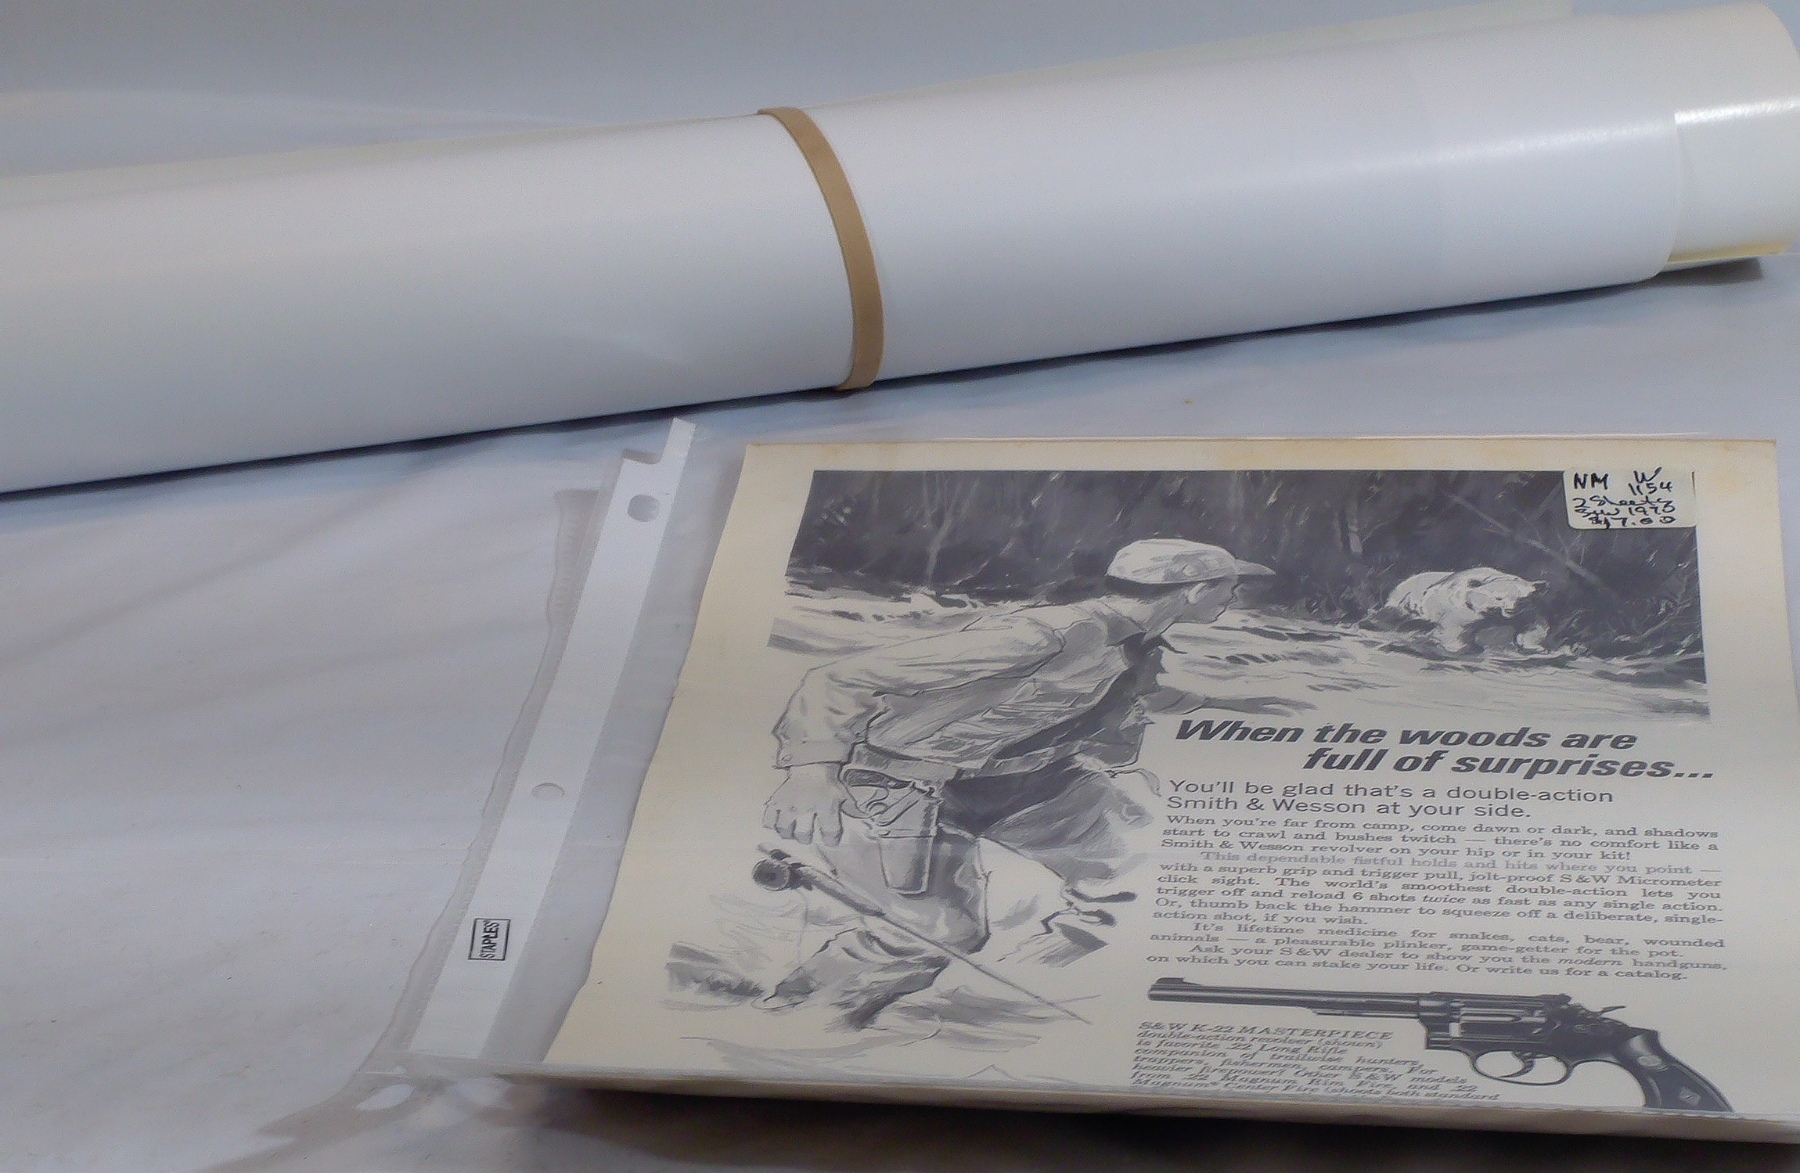 NM W
1154
2 Sheets
S&W 1970
$17.00
When the woods are
full of surprises...
You'll be glad that's a double-action
Smith & Wesson at your side.
When you're far from camp, come dawn or dark, and shadows
start to crawl and bushes twitch — there's no comfort like a
Smith & Wesson revolver on your hip or in your kit!
This dependable fistful holds and hits where you point —
with a superb grip and trigger pull, jolt-proof S&W Micrometer
click sight. The world's smoothest double-action lets you
trigger off and reload 6 shots twice as fast as any single action.
Or, thumb back the hammer to squeeze off a deliberate, single-
action shot, if you wish.
It's lifetime medicine for snakes, cats, bear, wounded
animals — a pleasurable plinker, game-getter for the pot.
Ask your S&W dealer to show you the modern handguns,
on which you can stake your life. Or write us for a catalog.
S&W K-22 MASTERPIECE
double-action revolver (shown)
is favorite .22 Long Rifle
companion of trailwise hunters,
trappers, fishermen, campers. For
heavier firepower! Other S&W models
from .22 Magnum Rim Fire, and .22
Magnum* Center Fire (shoots both standard
STAPLES